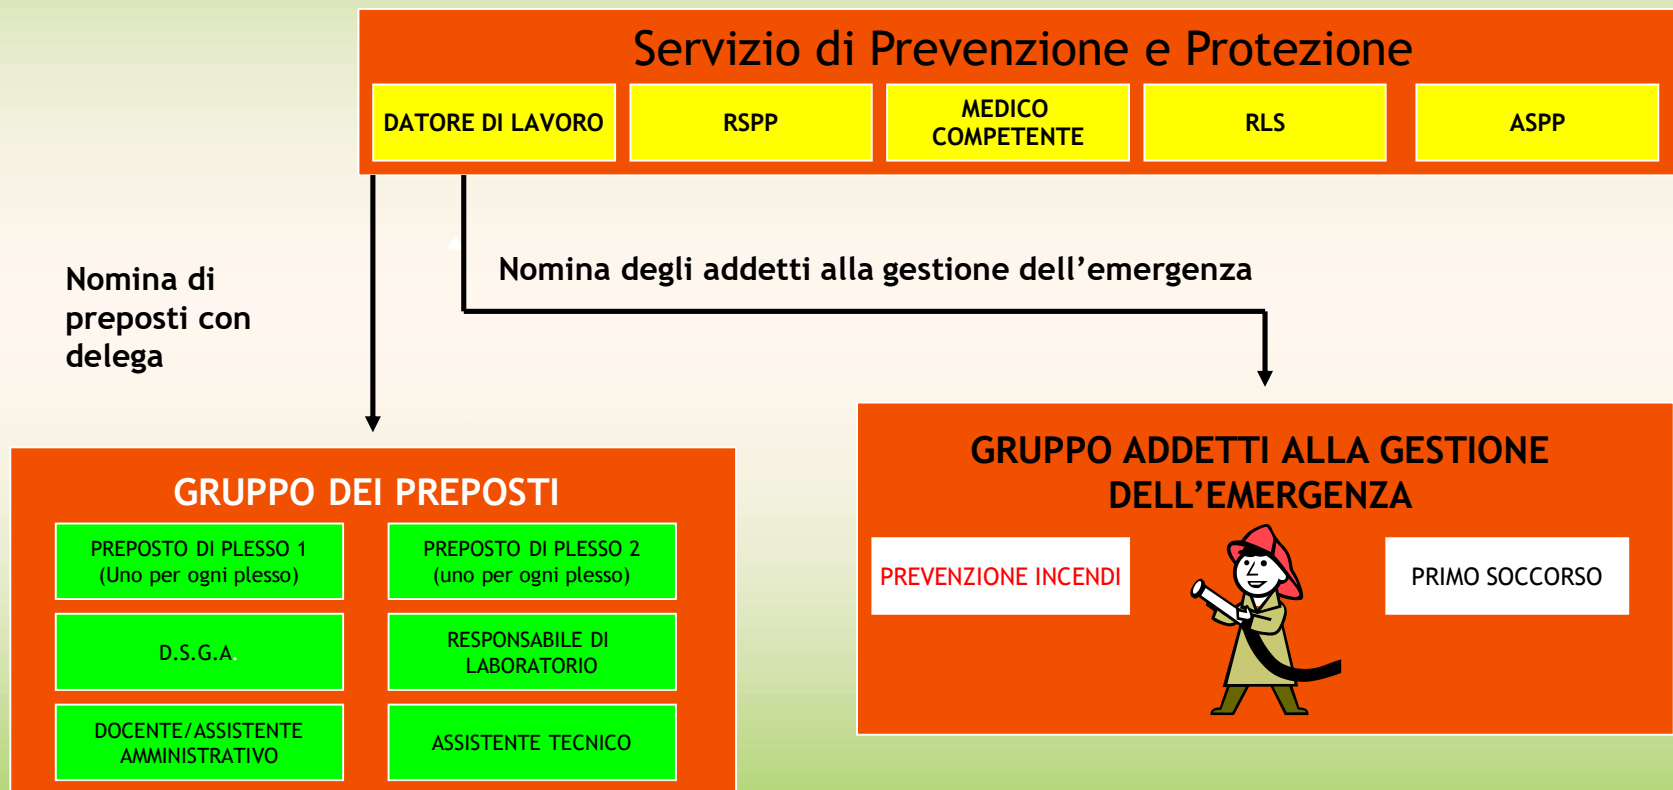 Servizio di Prevenzione e Protezione
DATORE DI LAVORO
RSPP
MEDICO
COMPETENTE
RLS
ASPP
Nomina di
preposti con
delega
Nomina degli addetti alla gestione dell’emergenza
GRUPPO DEI PREPOSTI
PREPOSTO DI PLESSO 1
(Uno per ogni plesso)
PREPOSTO DI PLESSO 2
(uno per ogni plesso)
D.S.G.A.
RESPONSABILE DI
LABORATORIO
DOCENTE/ASSISTENTE
AMMINISTRATIVO
ASSISTENTE TECNICO
GRUPPO ADDETTI ALLA GESTIONE
DELL’EMERGENZA
PREVENZIONE INCENDI
PRIMO SOCCORSO